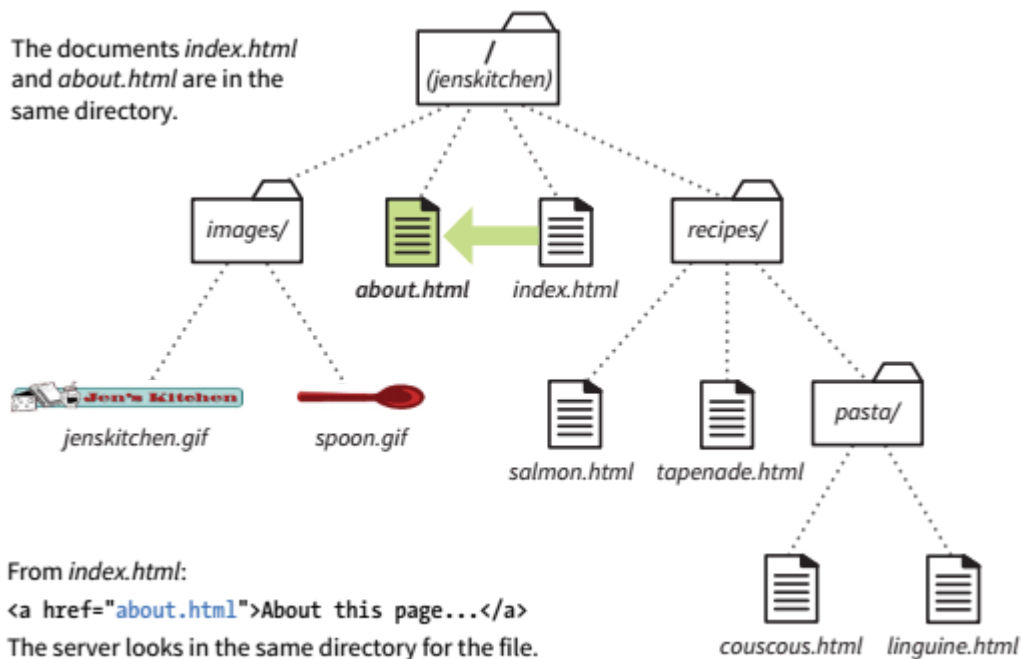 The documents index.html
and about.html are in the
same directory.
/
(jenskitchen)
images/
about.html
index.html
recipes/
Jen's Kitchen
jenskitchen.gif
spoon.gif
salmon.html
tapenade.html
pasta/
couscous.html
linguine.html
From index.html:
<a href="about.html">About this page...</a>
The server looks in the same directory for the file.